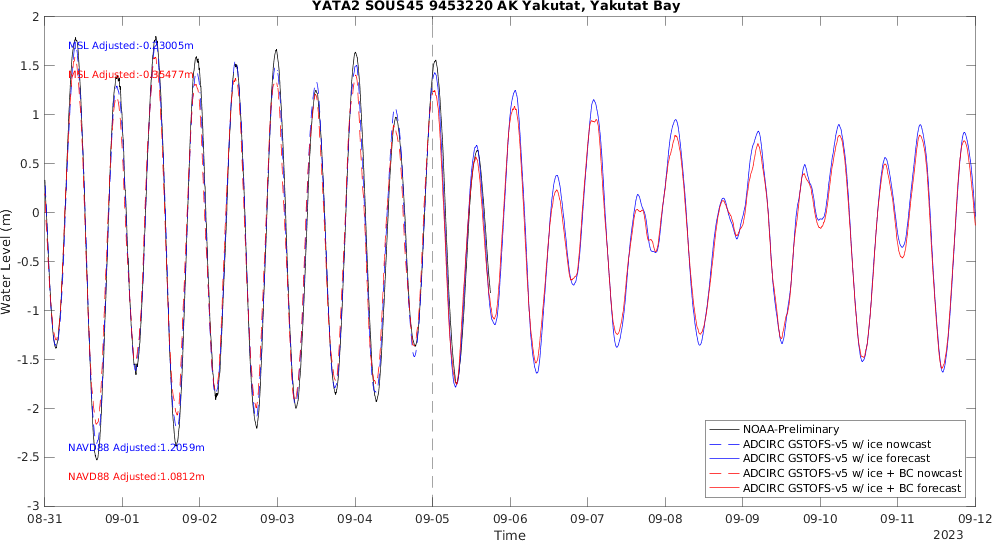 YATA2 SOUS45 9453220 AK Yakutat, Yakutat Bay
2
1.5
1
0.5
0
-0.5
-1
-1.5
-2
-2.5
-3
Water Level (m)
MSL Adjusted:-0.23005m
MSL Adjusted:-0.35477m
NAVD88 Adjusted:1.2059m
NAVD88 Adjusted:1.0812m
NOAA-Preliminary
ADCIRC GSTOFS-v5 w/ ice nowcast
ADCIRC GSTOFS-v5 w/ ice forecast
ADCIRC GSTOFS-v5 w/ ice + BC nowcast
ADCIRC GSTOFS-v5 w/ ice + BC forecast
08-31 09-01 09-02 09-03 09-04 09-05 09-06 09-07 09-08 09-09 09-10 09-11 09-12
Time
2023